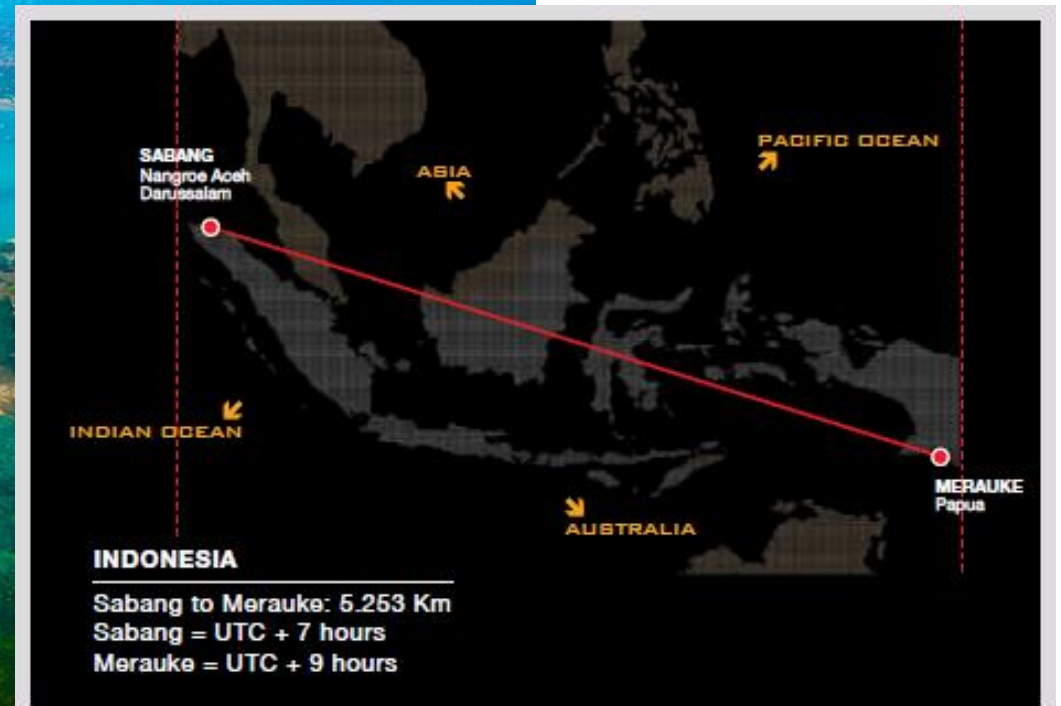 PACIFIC OCEAN
SABANG
Nangroe Aceh
Darussalam
ASIA
INDIAN OCEAN
MERAUKE
Papua
AUSTRALIA
INDONESIA
Sabang to Merauke: 5.253 Km
Sabang = UTC + 7 hours
Merauke = UTC + 9 hours